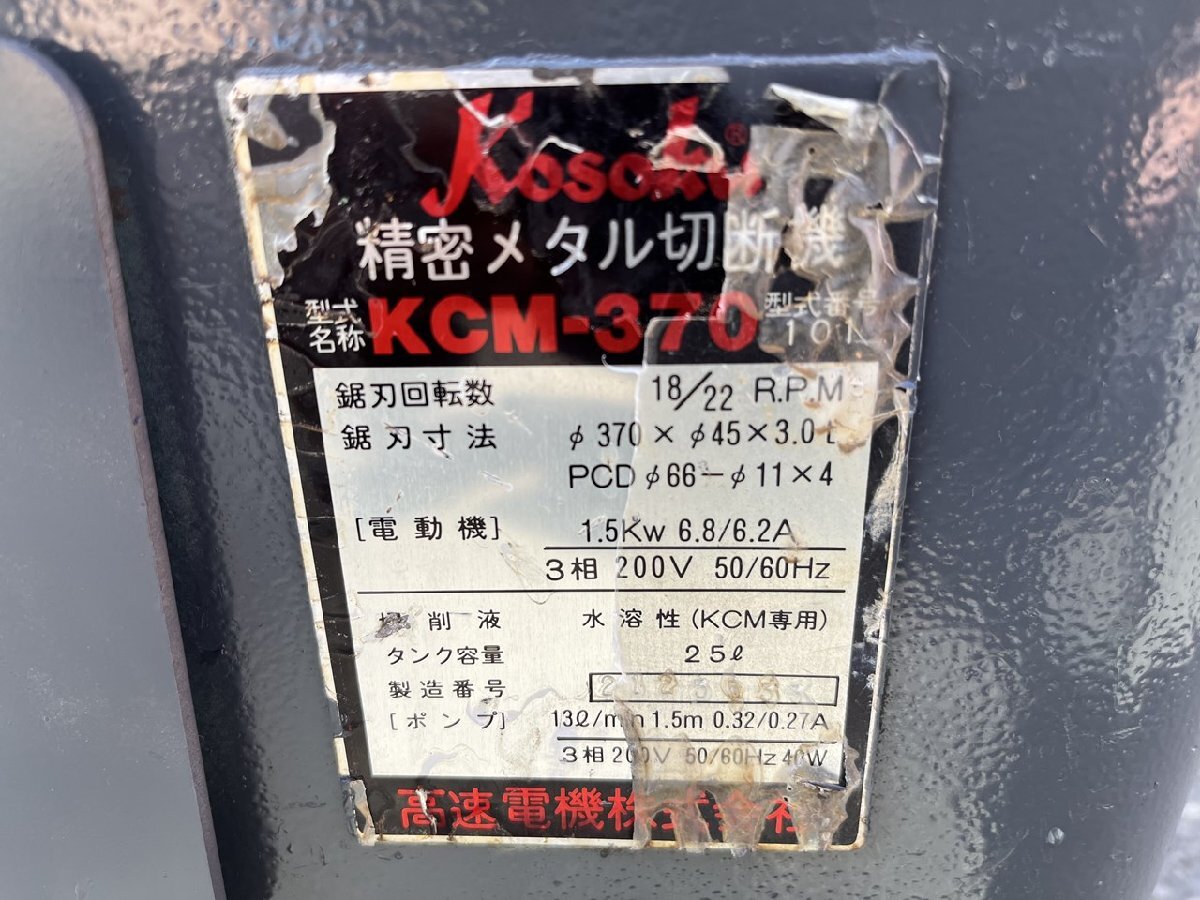 Kosoku®
精密メタル切断機
型式名称 KCM-370 型式番号
鋸刃回転数 18/22 R.P.M
鋸刃寸法 φ370×φ45×3.0t
PCDφ66-φ11×4
[電動機] 1.5Kw 6.8/6.2A
3相 200V 50/60Hz
切削液 水溶性(KCM専用)
タンク容量 25ℓ
製造番号
[ポンプ] 13ℓ/min 1.5m 0.32/0.27A
3相 200V 50/60Hz 40W
高速電機株式会社